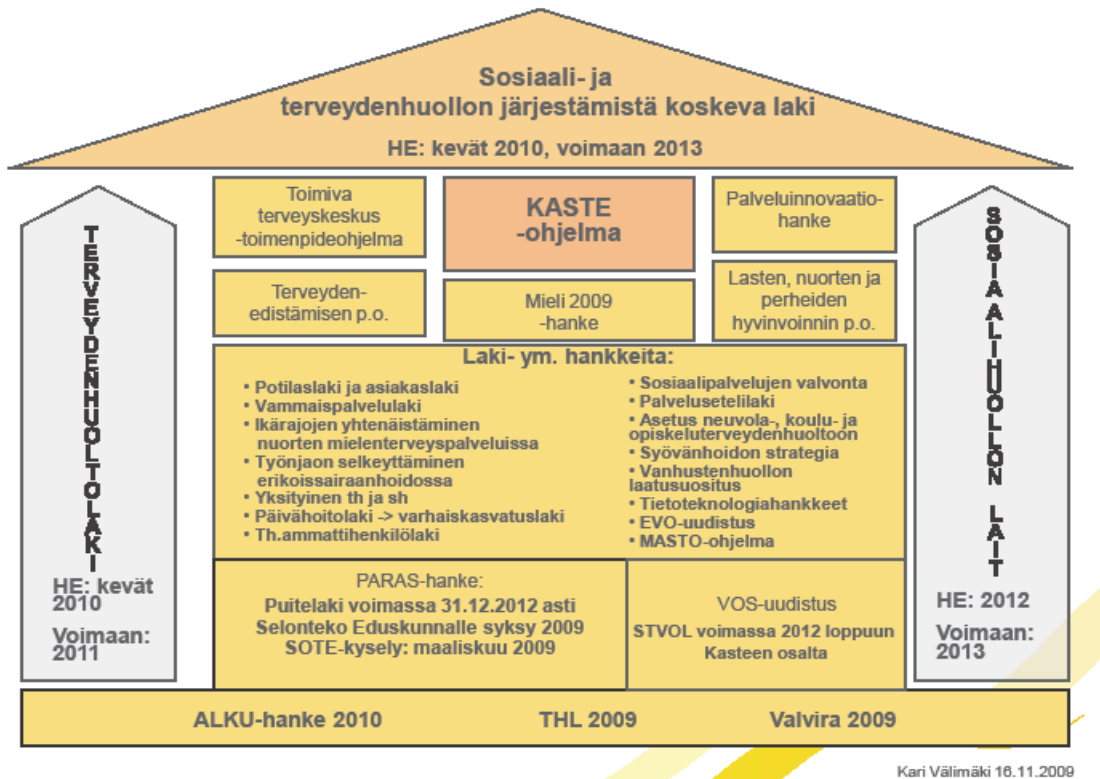 Sosiaali- ja
terveydenhuollon järjestämistä koskeva laki
HE: kevät 2010, voimaan 2013
TERVEYDENHUOLTOLAKI
HE: kevät
2010
Voimaan:
2011
Toimiva
terveyskeskus
-toimenpideohjelma
KASTE
-ohjelma
Palveluinnovaatio-
hanke
Terveyden-
edistämisen p.o.
Mieli 2009
-hanke
Lasten, nuorten ja
perheiden
hyvinvoinnin p.o.
Laki- ym. hankkeita:
• Potilaslaki ja asiakaslaki
• Vammaispalvelulaki
• Ikärajojen yhtenäistäminen
nuorten mielenterveyspalveluissa
• Työnjaon selkeyttäminen
erikoissairaanhoidossa
• Yksityinen th ja sh
• Päivähoitolaki -> varhaiskasvatuslaki
• Th.ammattihenkilölaki
• Sosiaalipalvelujen valvonta
• Palvelusetelilaki
• Asetus neuvola-, koulu- ja
opiskeluterveydenhuoltoon
• Syövänhoidon strategia
• Vanhustenhuollon
laatusuositus
• Tietoteknologiahankkeet
• EVO-uudistus
• MASTO-ohjelma
PARAS-hanke:
Puitelaki voimassa 31.12.2012 asti
Selonteko Eduskunnalle syksy 2009
SOTE-kysely: maaliskuu 2009
VOS-uudistus
STVOL voimassa 2012 loppuun
Kasteen osalta
SOSIAALIHUOLLON LAIT
HE: 2012
Voimaan:
2013
ALKU-hanke 2010 THL 2009 Valvira 2009
Kari Välimäki 16.11.2009